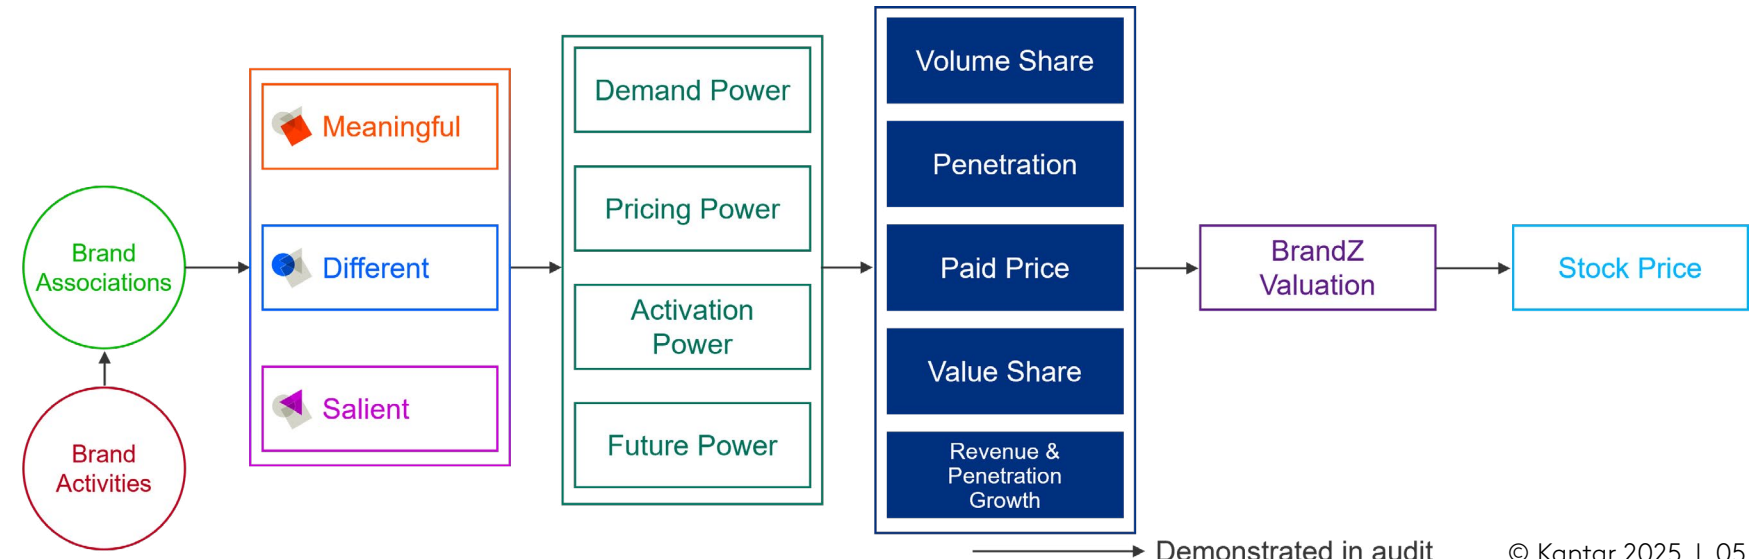 Brand
Associations
Brand
Activities
Meaningful
Different
Salient
Demand Power
Pricing Power
Activation
Power
Future Power
Volume Share
Penetration
Paid Price
Value Share
Revenue &
Penetration
Growth
BrandZ
Valuation
Stock Price
Demonstrated in audit
© Kantar 2025 | 05